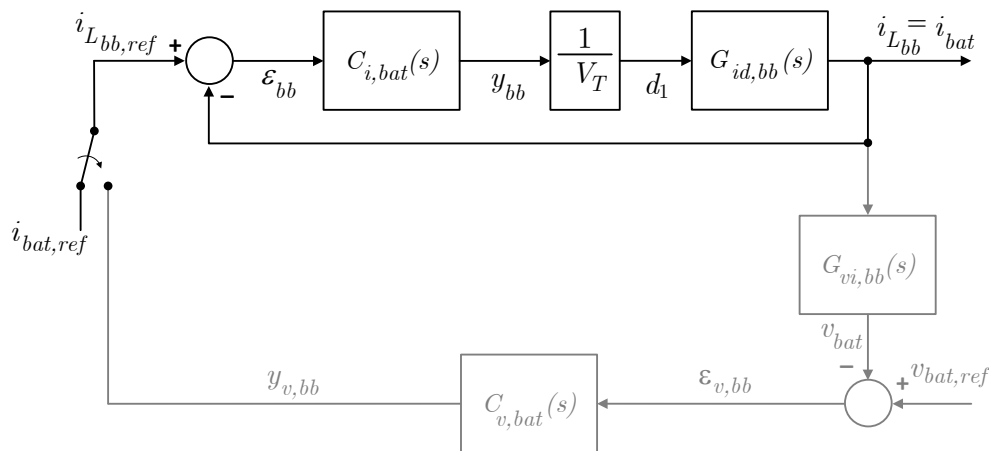 i_{L_{bb,ref}}
+
−
ε_{bb}
C_{i,bat}(s)
y_{bb}
1
V_T
d_1
G_{id,bb}(s)
i_{L_{bb}} = i_{bat}
i_{bat,ref}
G_{vi,bb}(s)
v_{bat}
−
+
v_{bat,ref}
ε_{v,bb}
C_{v,bat}(s)
y_{v,bb}